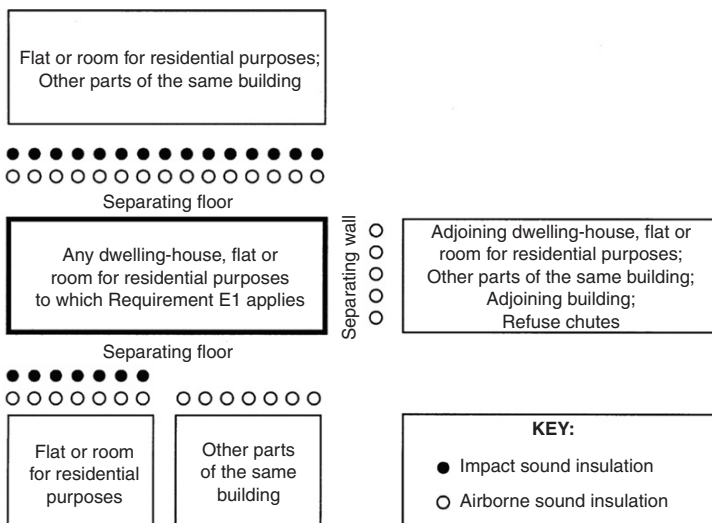 Flat or room for residential purposes;
Other parts of the same building
Separating floor
Any dwelling-house, flat or
room for residential purposes
to which Requirement E1 applies
Separating wall
Adjoining dwelling-house, flat or
room for residential purposes;
Other parts of the same building;
Adjoining building;
Refuse chutes
Separating floor
Flat or room
for residential
purposes
Other parts
of the same
building
KEY:
Impact sound insulation
Airborne sound insulation